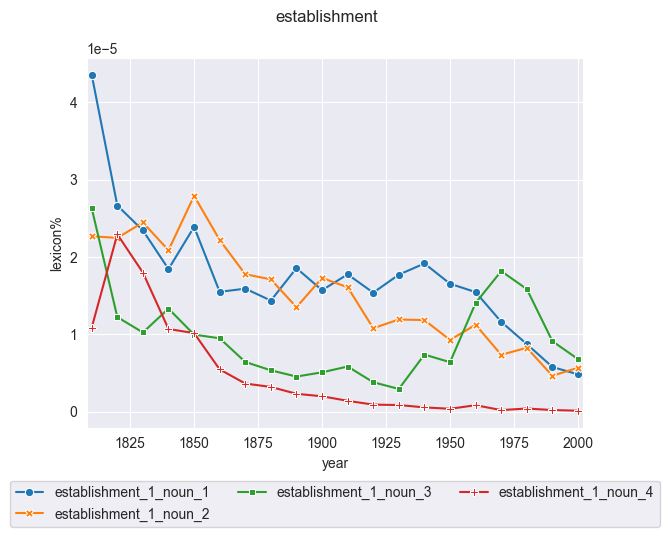 establishment
1e−5
4
3
2
1
0
lexicon%
1825 1850 1875 1900 1925 1950 1975 2000
year
establishment_1_noun_1 establishment_1_noun_3 establishment_1_noun_4
establishment_1_noun_2